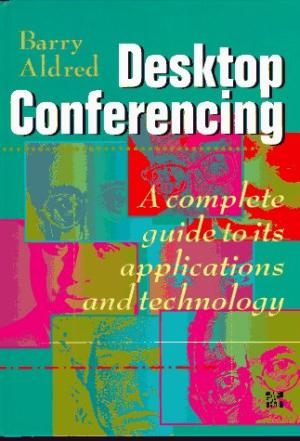 Barry
Aldred
Desktop
Conferencing
A complete
guide to its
applications
and technology